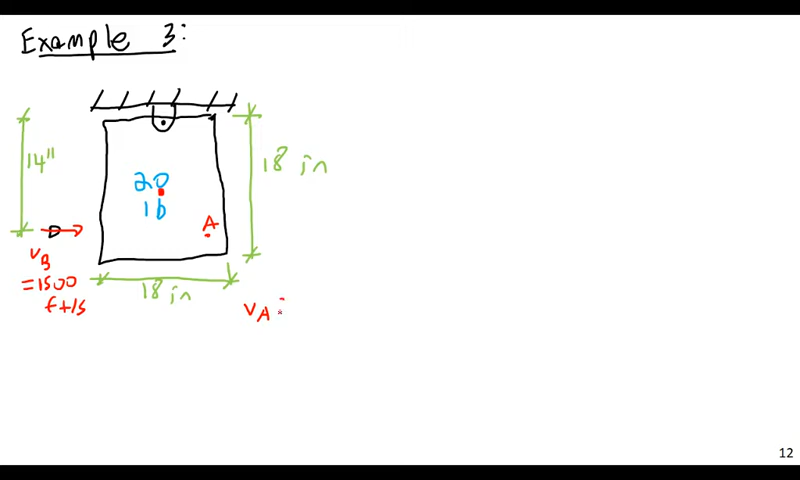 Example 3:
14"
18 in
20
lb
A
vB
=1500
ft/s
18 in
vA:
12